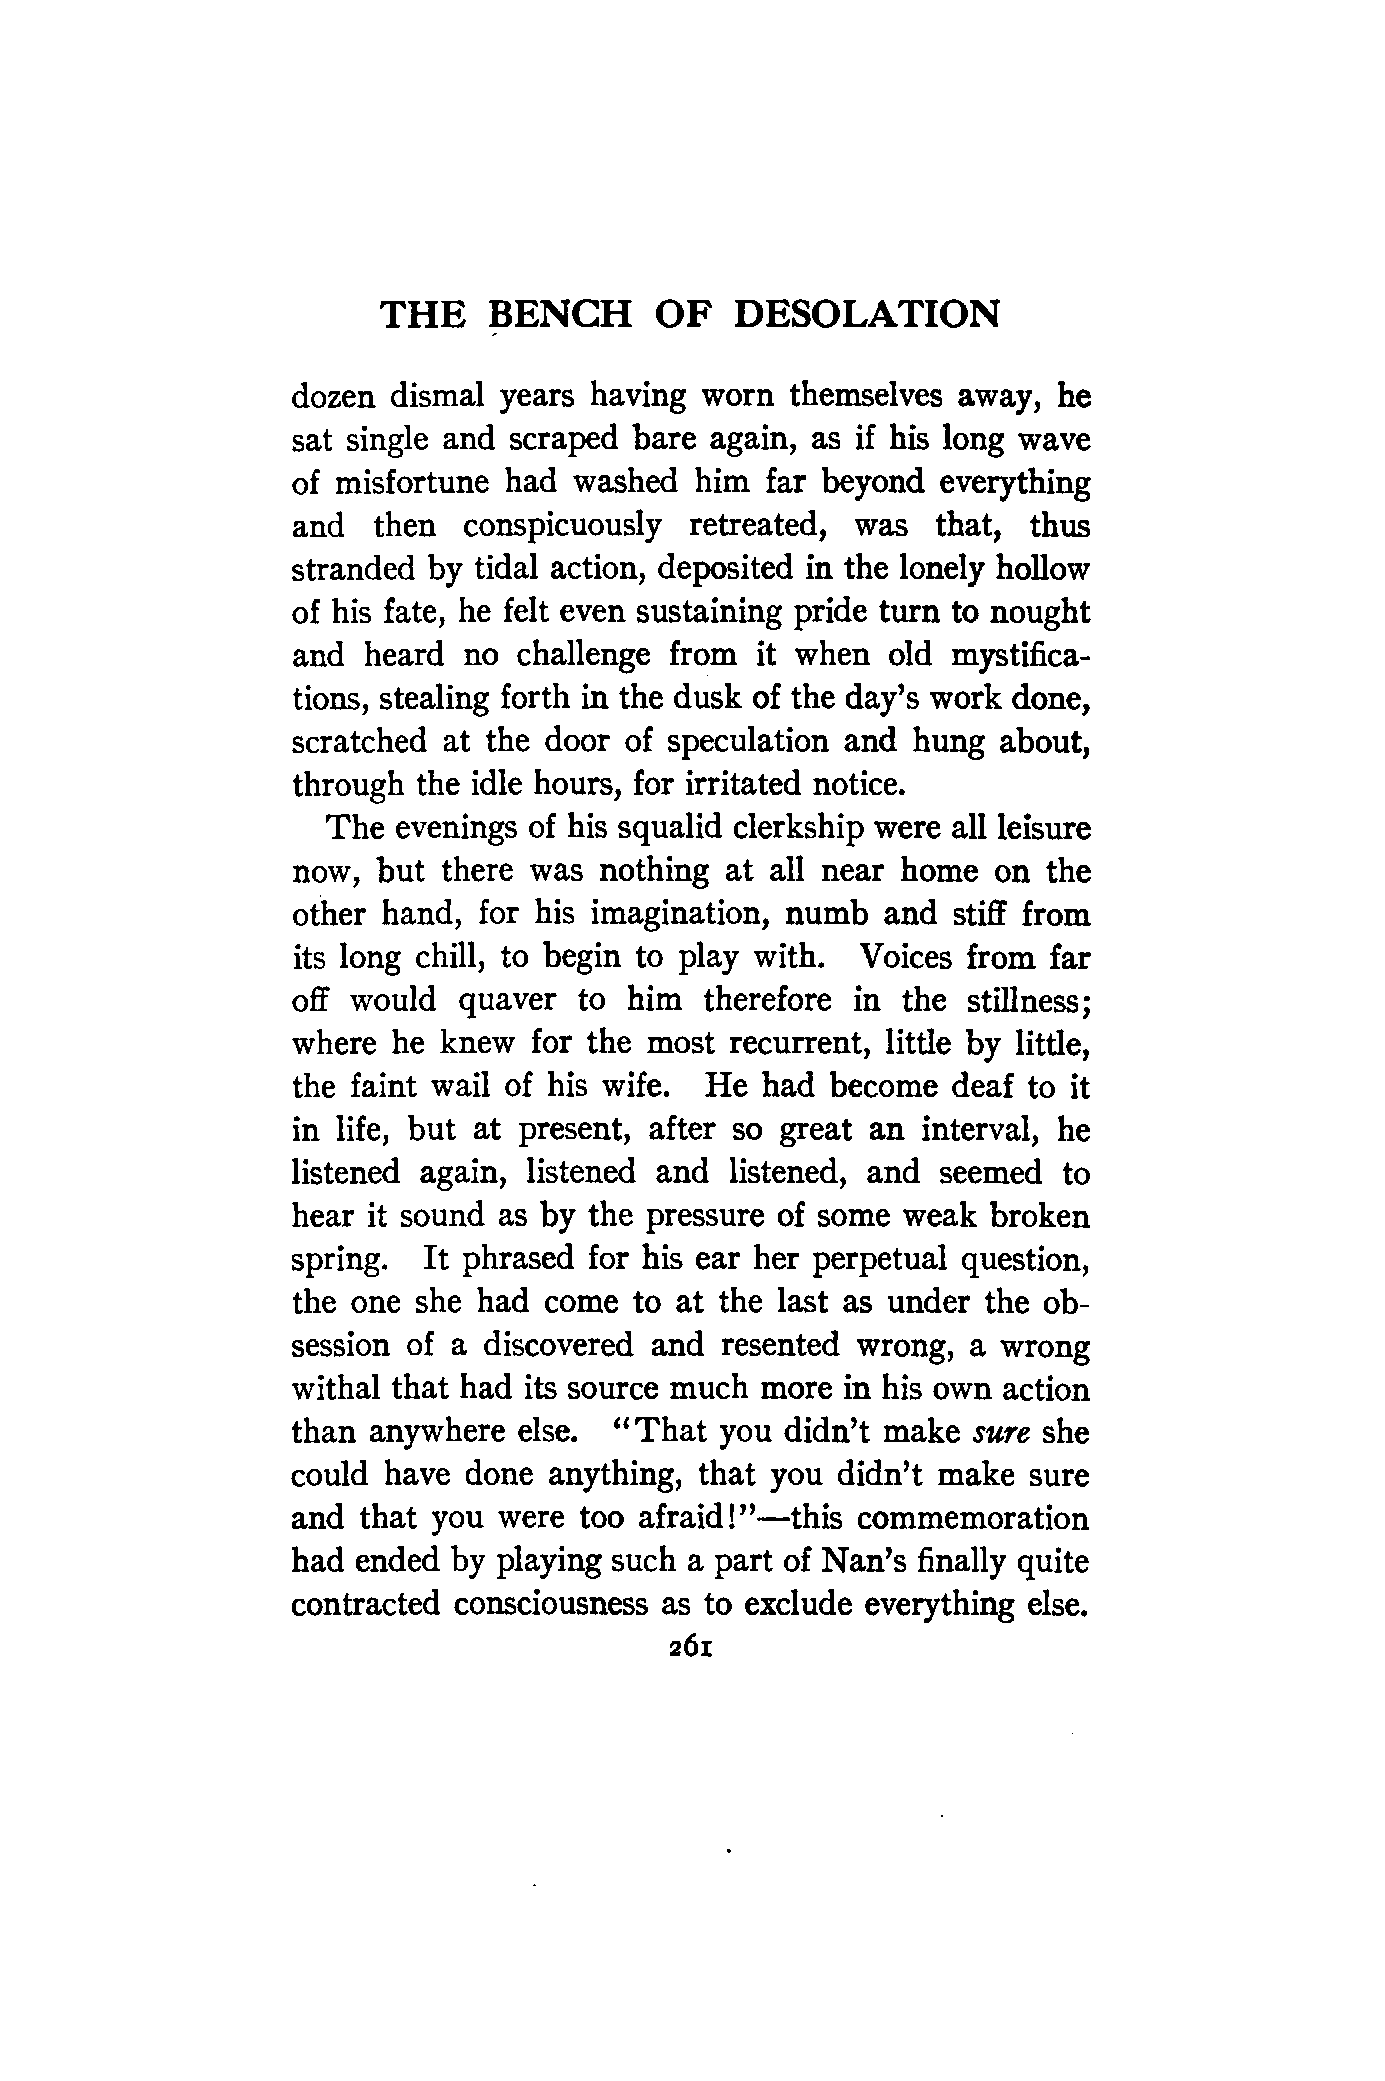 THE BENCH OF DESOLATION
dozen dismal years having worn themselves away, he
sat single and scraped bare again, as if his long wave
of misfortune had washed him far beyond everything
and then conspicuously retreated, was that, thus
stranded by tidal action, deposited in the lonely hollow
of his fate, he felt even sustaining pride turn to nought
and heard no challenge from it when old mystifica-
tions, stealing forth in the dusk of the day's work done,
scratched at the door of speculation and hung about,
through the idle hours, for irritated notice.
The evenings of his squalid clerkship were all leisure
now, but there was nothing at all near home on the
other hand, for his imagination, numb and stiff from
its long chill, to begin to play with. Voices from far
off would quaver to him therefore in the stillness;
where he knew for the most recurrent, little by little,
the faint wail of his wife. He had become deaf to it
in life, but at present, after so great an interval, he
listened again, listened and listened, and seemed to
hear it sound as by the pressure of some weak broken
spring. It phrased for his ear her perpetual question,
the one she had come to at the last as under the ob-
session of a discovered and resented wrong, a wrong
withal that had its source much more in his own action
than anywhere else. "That you didn't make sure she
could have done anything, that you didn't make sure
and that you were too afraid!"—this commemoration
had ended by playing such a part of Nan's finally quite
contracted consciousness as to exclude everything else.
261